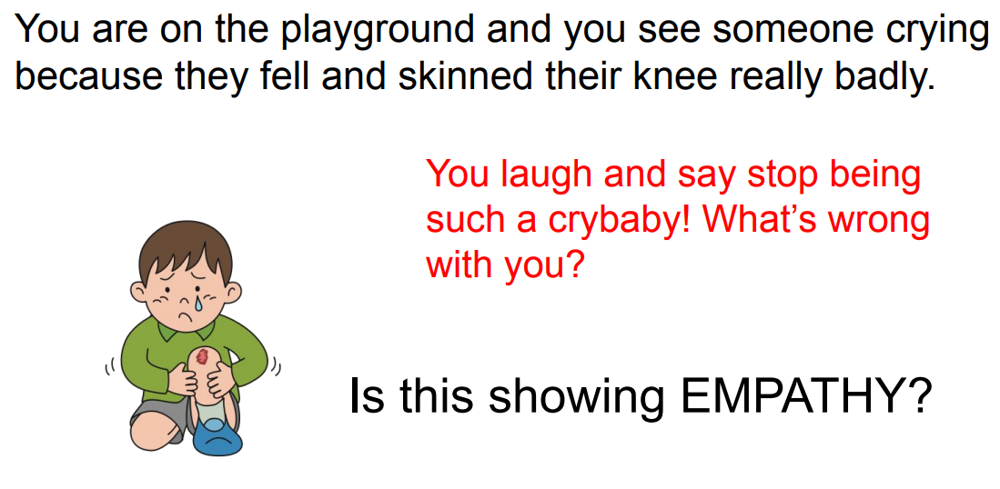 You are on the playground and you see someone crying
because they fell and skinned their knee really badly.
You laugh and say stop being
such a crybaby! What’s wrong
with you?
Is this showing EMPATHY?